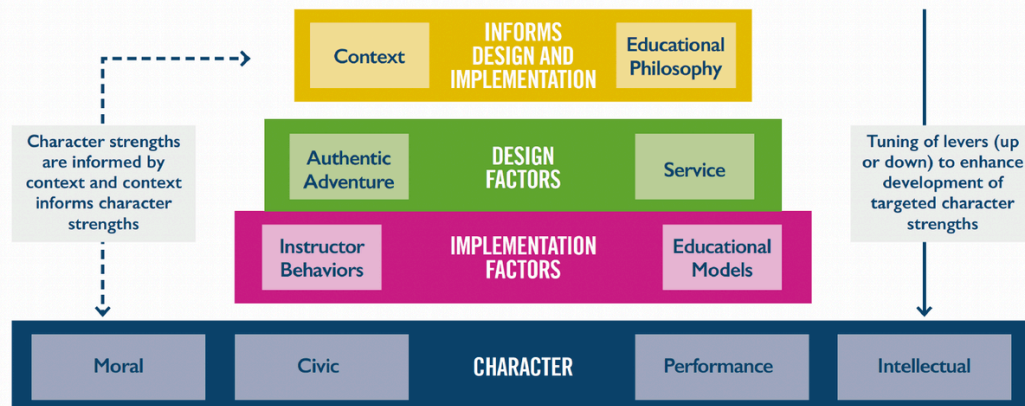 Context
INFORMS
DESIGN AND
IMPLEMENTATION
Educational
Philosophy
Character strengths
are informed by
context and context
informs character
strengths
Authentic
Adventure
DESIGN
FACTORS
Service
Tuning of levers (up
or down) to enhance
development of
targeted character
strengths
Instructor
Behaviors
IMPLEMENTATION
FACTORS
Educational
Models
Moral
Civic
CHARACTER
Performance
Intellectual